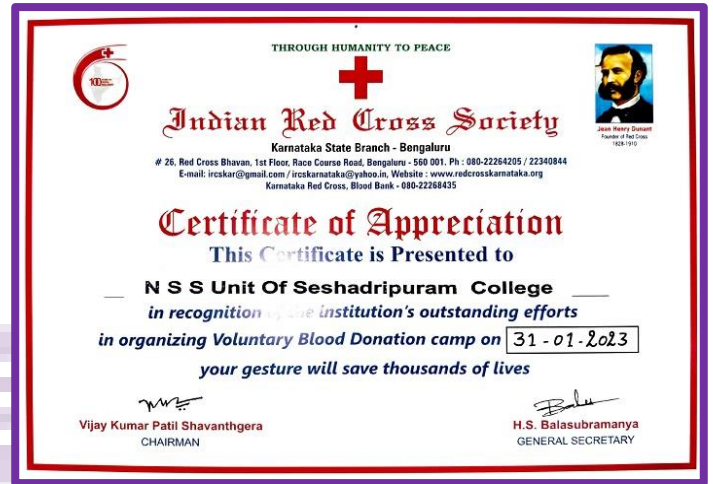 THROUGH HUMANITY TO PEACE
100
Indian Red Cross Society
Karnataka State Branch - Bengaluru
# 26, Red Cross Bhavan, 1st Floor, Race Course Road, Bengaluru - 560 001. Ph : 080-22264205 / 22340844
E-mail: ircskar@gmail.com / ircskarnataka@yahoo.in, Website : www.redcrosskarnataka.org
Karnataka Red Cross, Blood Bank - 080-22268435
Jean Henry Dunant
Founder of Red Cross
1828-1910
Certificate of Appreciation
This Certificate is Presented to
N S S Unit Of Seshadripuram College
in recognition of the institution's outstanding efforts
in organizing Voluntary Blood Donation camp on 31-01-2023
your gesture will save thousands of lives
Vijay Kumar Patil Shavanthgera
CHAIRMAN
H.S. Balasubramanya
GENERAL SECRETARY